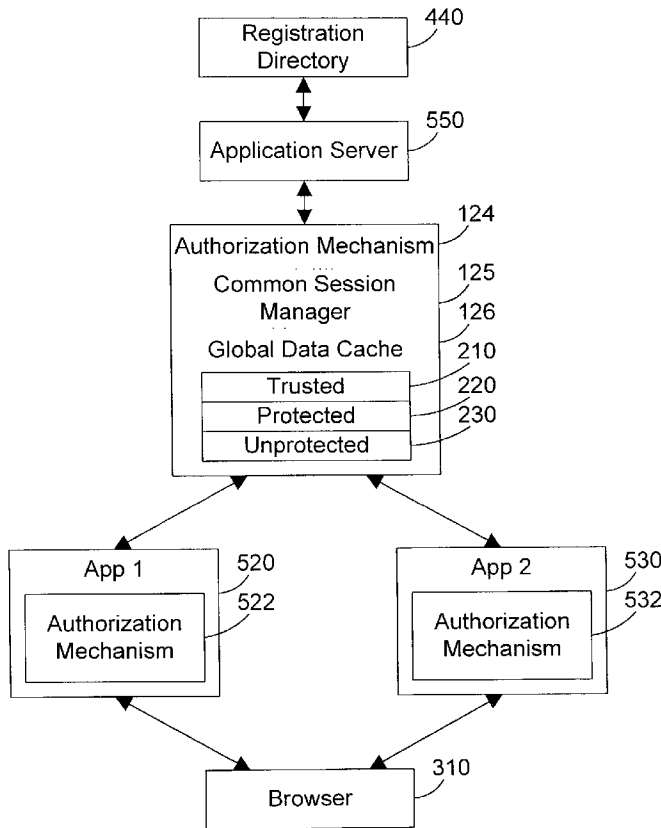 Registration
Directory
440
Application Server
550
Authorization Mechanism
124
Common Session
Manager
125
126
Global Data Cache
Trusted
210
Protected
220
Unprotected
230
App 1
520
Authorization
Mechanism
522
App 2
530
Authorization
Mechanism
532
Browser
310